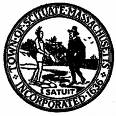 TOWN OF SCITUATE MASSACHUSETTS
SATUIT
INCORPORATED 1636